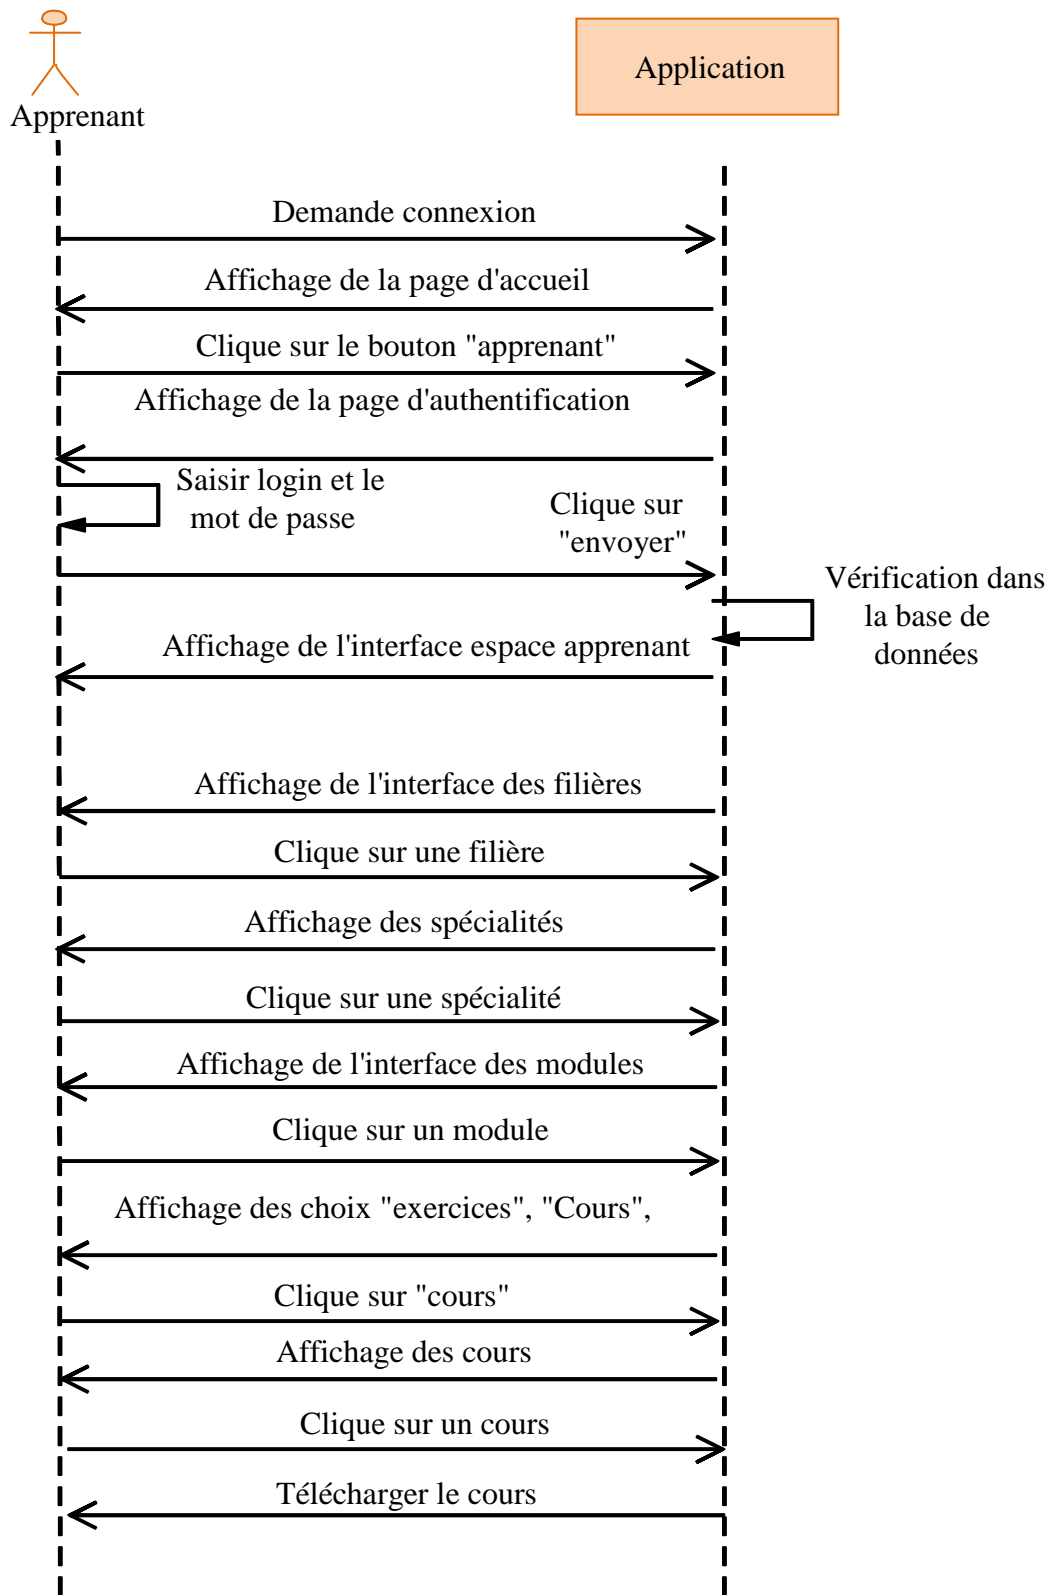 Apprenant
Application
Demande connexion
Affichage de la page d'accueil
Clique sur le bouton "apprenant"
Affichage de la page d'authentification
Saisir login et le
mot de passe
Clique sur
"envoyer"
Vérification dans
la base de
données
Affichage de l'interface espace apprenant
Affichage de l'interface des filières
Clique sur une filière
Affichage des spécialités
Clique sur une spécialité
Affichage de l'interface des modules
Clique sur un module
Affichage des choix "exercices", "Cours",
Clique sur "cours"
Affichage des cours
Clique sur un cours
Télécharger le cours